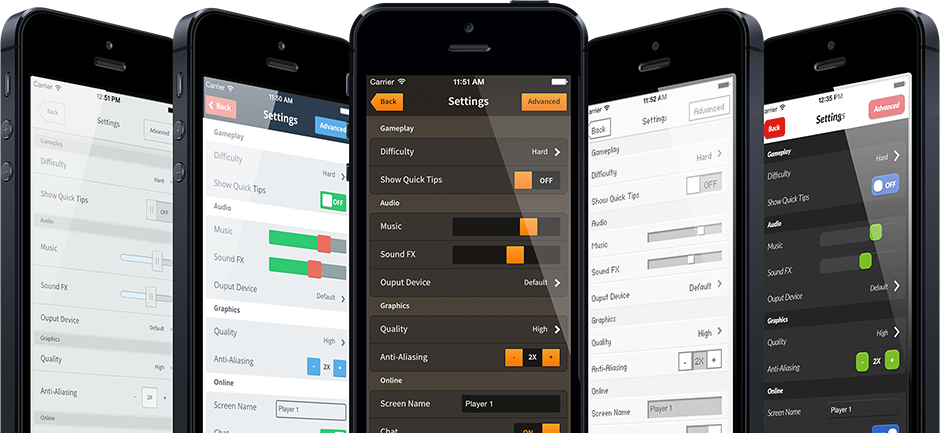 Carrier
12:51 PM
Back
Settings
Advanced
Gameplay
Difficulty
Hard
Show Quick Tips
OFF
Audio
Music
Sound FX
Ouput Device
Default
Graphics
Quality
High
Anti-Aliasing
- 2X +
Online
Carrier
11:50 AM
Back
Settings
Advanced
Gameplay
Difficulty
Hard
Show Quick Tips
OFF
Audio
Music
Sound FX
Ouput Device
Default
Graphics
Quality
High
Anti-Aliasing
- 2X +
Online
Screen Name
Player 1
Carrier
11:51 AM
Back
Settings
Advanced
Gameplay
Difficulty
Hard
Show Quick Tips
OFF
Audio
Music
Sound FX
Ouput Device
Default
Graphics
Quality
High
Anti-Aliasing
- 2X +
Online
Screen Name
Player 1
Chat
ON
arrier
11:52 AM
Back
Settings
Advanced
Gameplay
Difficulty
Hard
Show Quick Tips
OFF
Audio
Music
Sound FX
Ouput Device
Default
Graphics
Quality
High
Anti-Aliasing
- 2X +
Online
Screen Name
Player 1
Chat
arrier
12:35 PM
Back
Settings
Advanced
Gameplay
Difficulty
Hard
Show Quick Tips
OFF
Audio
Music
Sound FX
Ouput Device
Default
Graphics
Quality
High
Anti-Aliasing
- 2X +
Online
Screen Name
Player 1